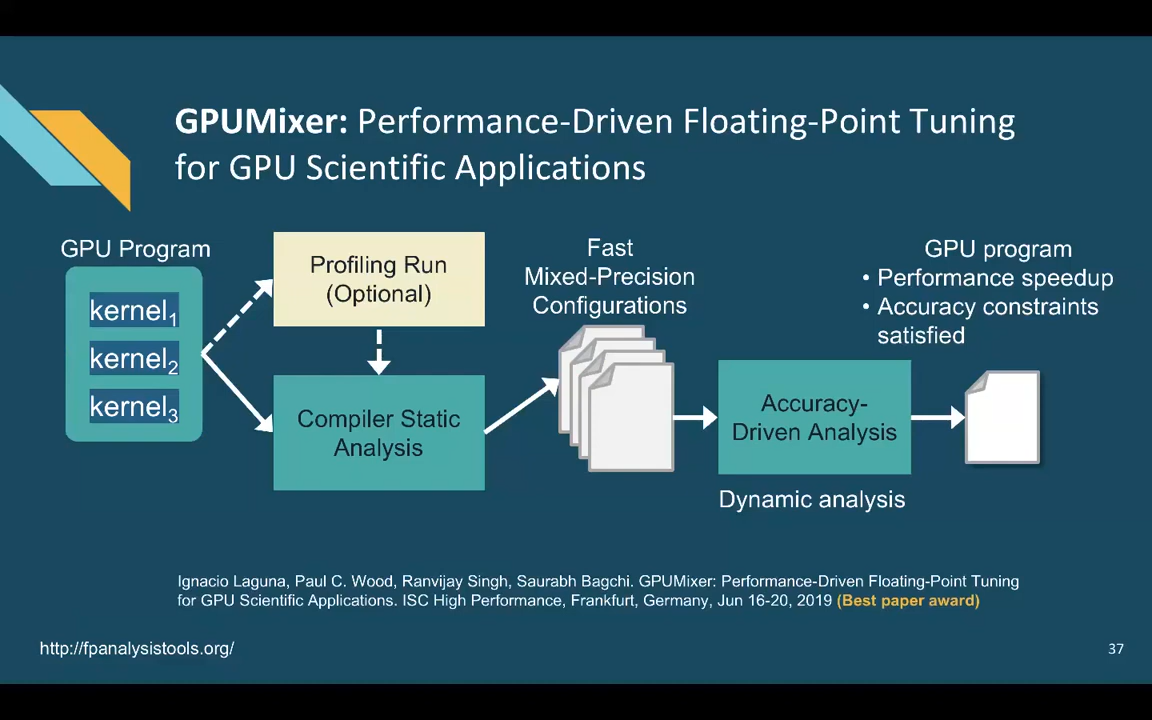 GPUMixer: Performance-Driven Floating-Point Tuning
for GPU Scientific Applications
GPU Program
kernel1
kernel2
kernel3
Profiling Run
(Optional)
Compiler Static
Analysis
Fast
Mixed-Precision
Configurations
Accuracy-
Driven Analysis
Dynamic analysis
GPU program
• Performance speedup
• Accuracy constraints
satisfied
Ignacio Laguna, Paul C. Wood, Ranvijay Singh, Saurabh Bagchi. GPUMixer: Performance-Driven Floating-Point Tuning
for GPU Scientific Applications. ISC High Performance, Frankfurt, Germany, Jun 16-20, 2019 (Best paper award)
http://fpanalysistools.org/
37